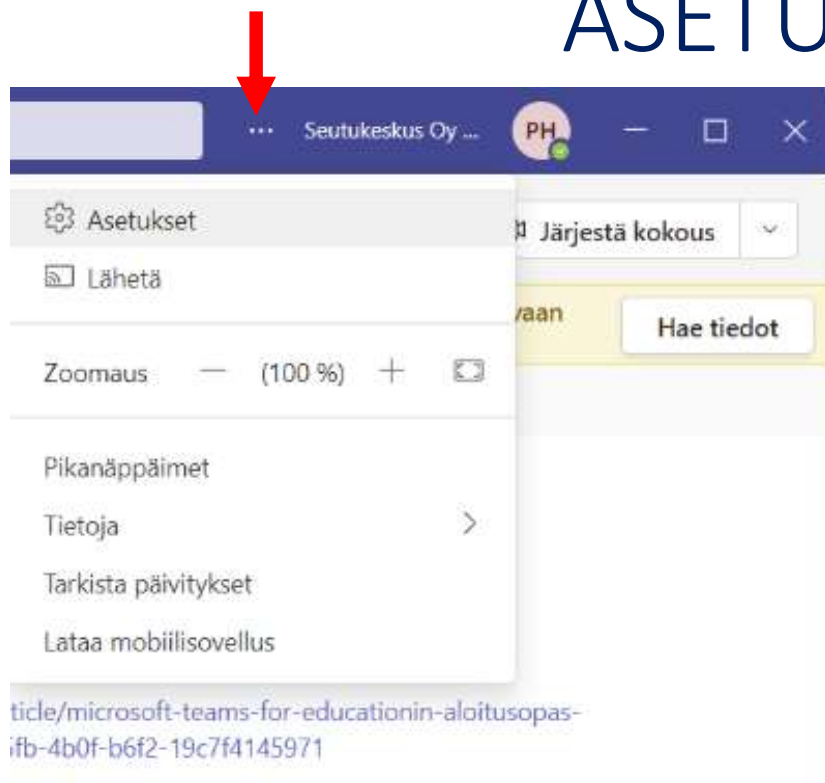 ASETU
... Seutukeskus Oy ... PH
Asetukset
Järjestä kokous
Lähetä
Hae tiedot
Zoomaus — (100 %) +
Pikanäppäimet
Tietoja
Tarkista päivitykset
Lataa mobiilisovellus
ticle/microsoft-teams-for-educationin-aloitusopas-
fb-4b0f-b6f2-19c7f4145971